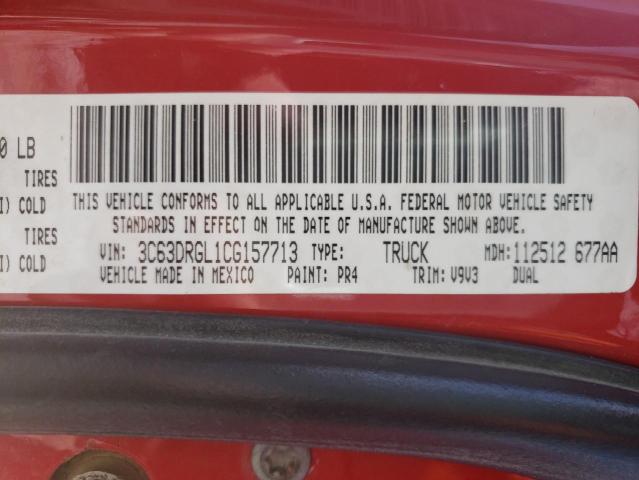 0 LB
TIRES
I) COLD
TIRES
I) COLD
THIS VEHICLE CONFORMS TO ALL APPLICABLE U.S.A. FEDERAL MOTOR VEHICLE SAFETY
STANDARDS IN EFFECT ON THE DATE OF MANUFACTURE SHOWN ABOVE.
VIN: 3C63DRGL1CG157713 TYPE: TRUCK MDH: 112512 677AA
VEHICLE MADE IN MEXICO PAINT: PR4 TRIM: V9V3 DUAL